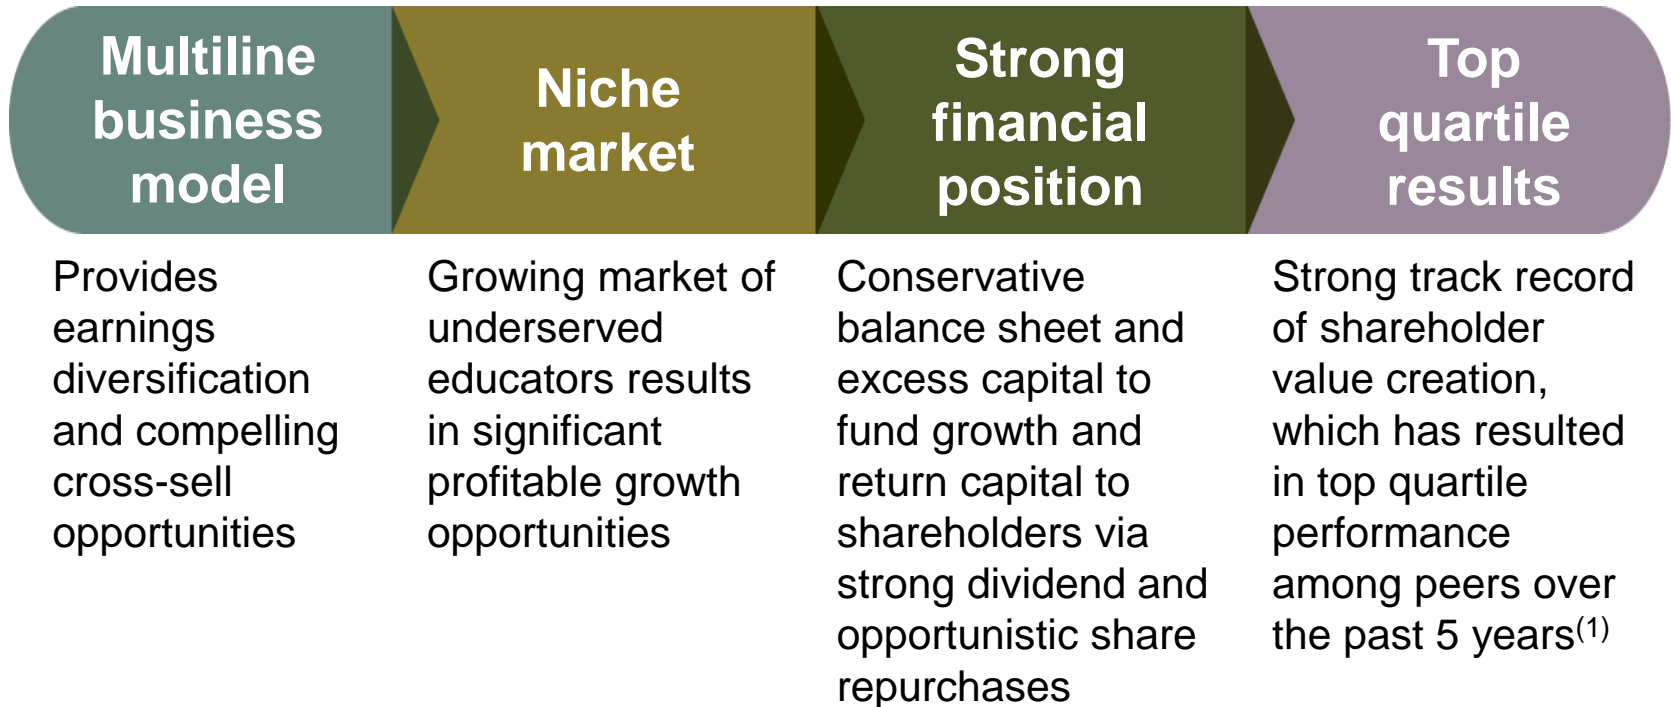 Multiline
business
model
Niche
market
Strong
financial
position
Top
quartile
results
Provides
earnings
diversification
and compelling
cross-sell
opportunities
Growing market of
underserved
educators results
in significant
profitable growth
opportunities
Conservative
balance sheet and
excess capital to
fund growth and
return capital to
shareholders via
strong dividend and
opportunistic share
repurchases
Strong track record
of shareholder
value creation,
which has resulted
in top quartile
performance
among peers over
the past 5 years(1)